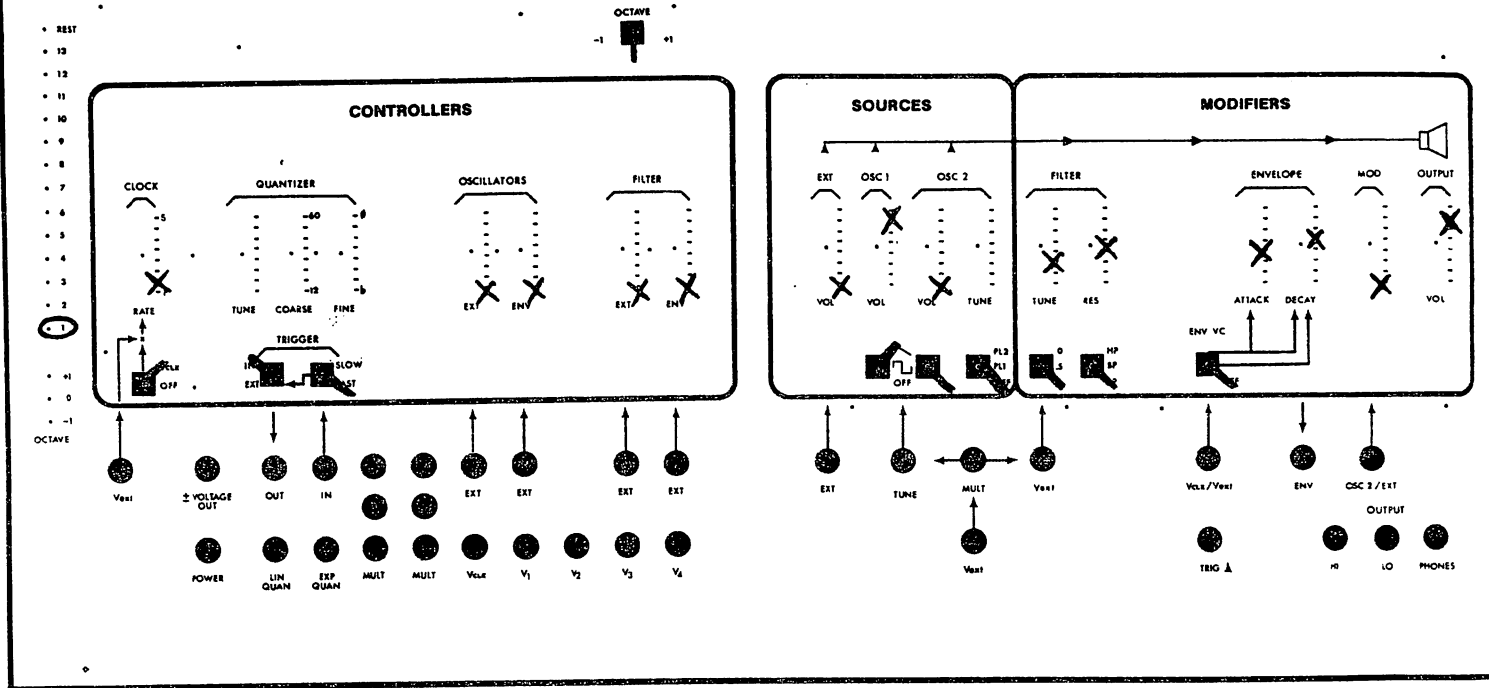 OCTAVE
-1 +1
REST
13
12
11
10
9
8
7
6
5
4
3
2
1
+1
0
-1
OCTAVE
CONTROLLERS
CLOCK QUANTIZER OSCILLATORS FILTER
-5 -60
-12 -b
RATE TUNE COARSE FINE EXT ENV EXT ENV
TRIGGER
VCLK OFF EXT SLOW
SOURCES
EXT OSC 1 OSC 2
VOL VOL VOL TUNE
OFF PL2
PL1
MODIFIERS
FILTER ENVELOPE MOD OUTPUT
TUNE RES ATTACK DECAY VOL
ENV VC
0 HP
.5 BP
Vext ± VOLTAGE OUT OUT IN EXT EXT EXT EXT
POWER LIN QUAN EXP QUAN MULT MULT VCLK V1 V2 V3 V4
EXT TUNE MULT Vext VCLK/Vext ENV OSC 2/EXT
OUTPUT
Vext TRIG HI LO PHONES